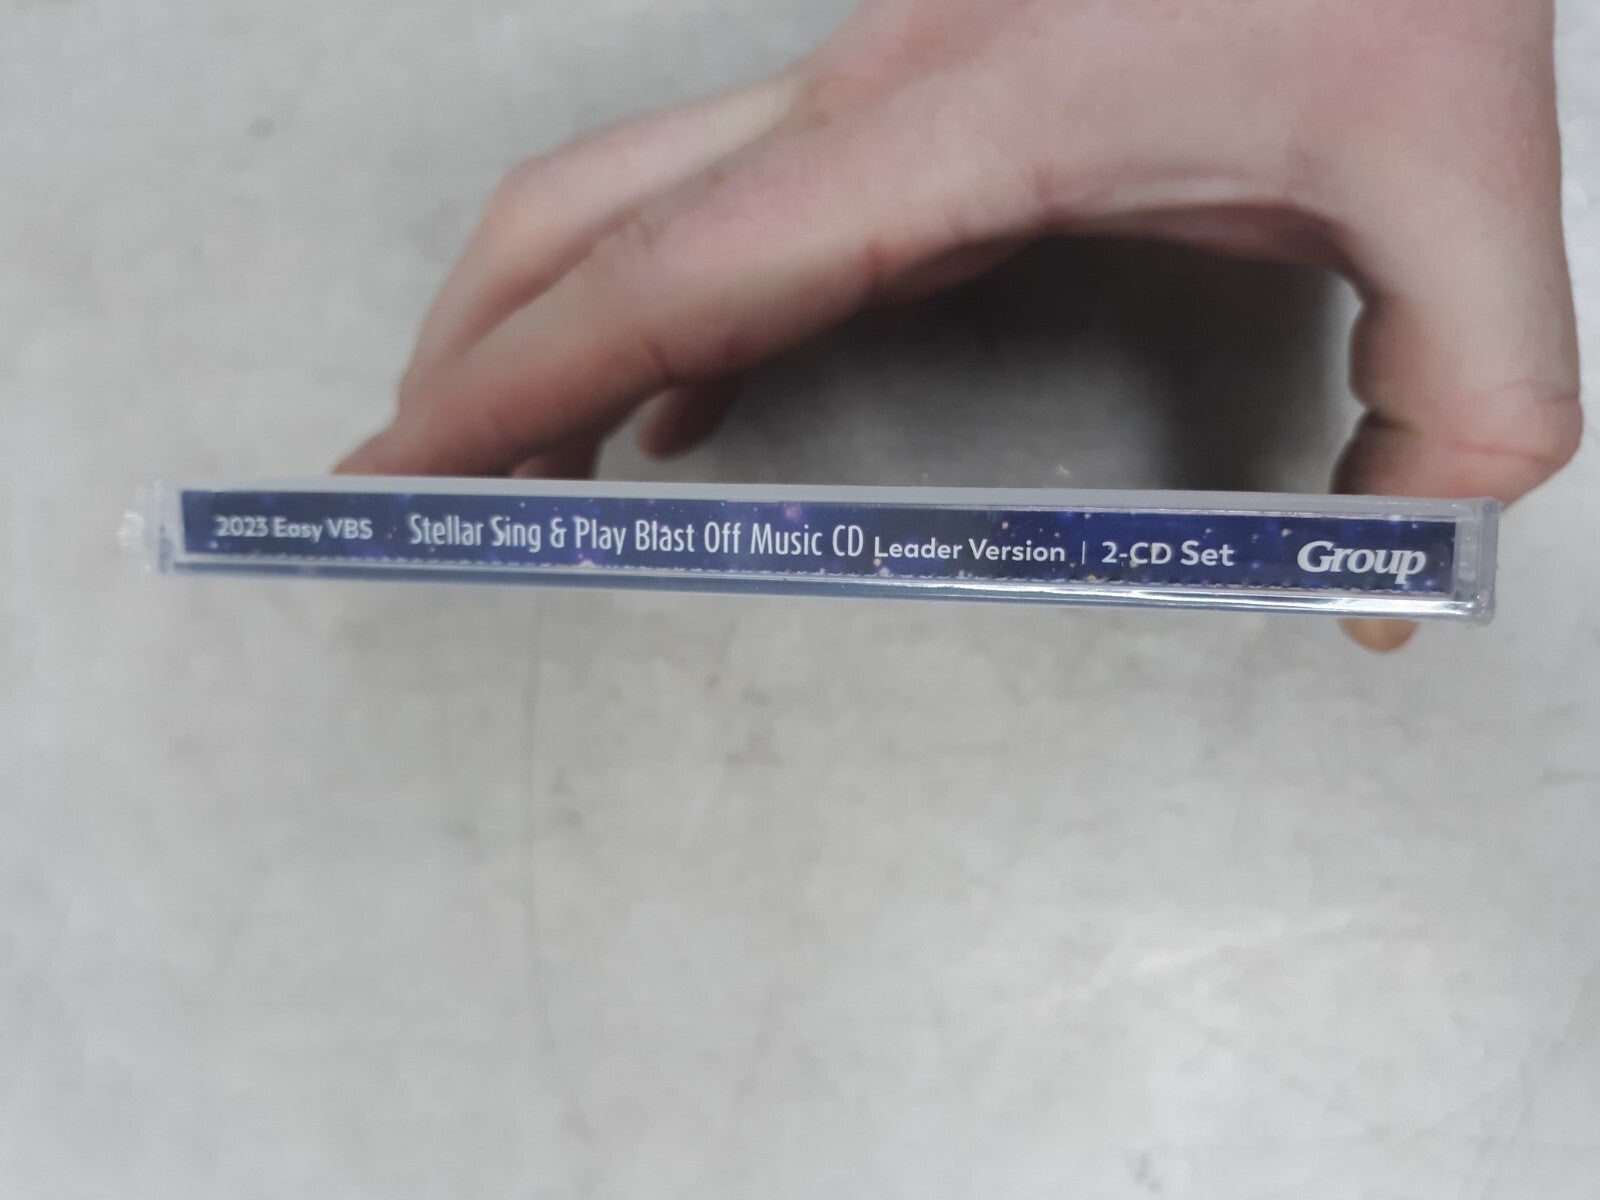 2023 Easy VBS Stellar Sing & Play Blast Off Music CD Leader Version | 2-CD Set Group